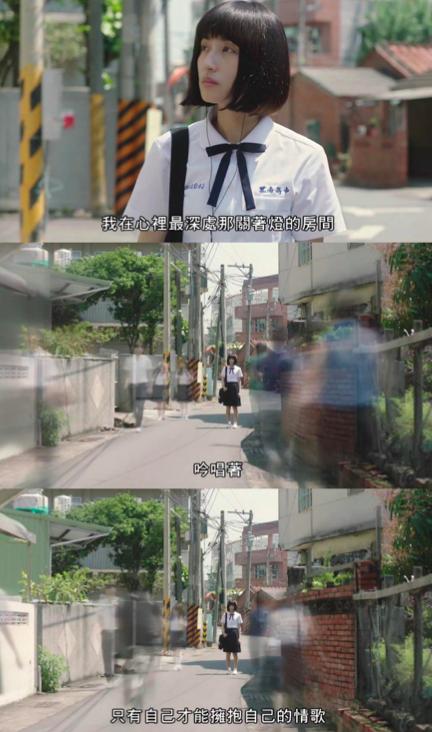 我在心裡最深處那關著燈的房間
吟唱著
只有自己才能擁抱自己的情歌